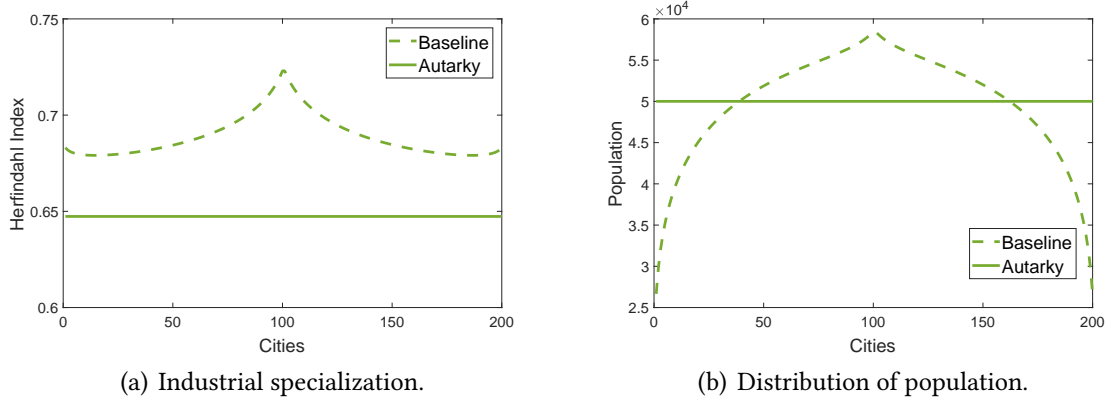 0.75
0.7
0.65
0.6
Herfindahl Index
Baseline
Autarky
0 50 100 150 200
Cities
(a) Industrial specialization.
×10⁴
6
5.5
5
4.5
4
3.5
3
2.5
Population
Baseline
Autarky
0 50 100 150 200
Cities
(b) Distribution of population.